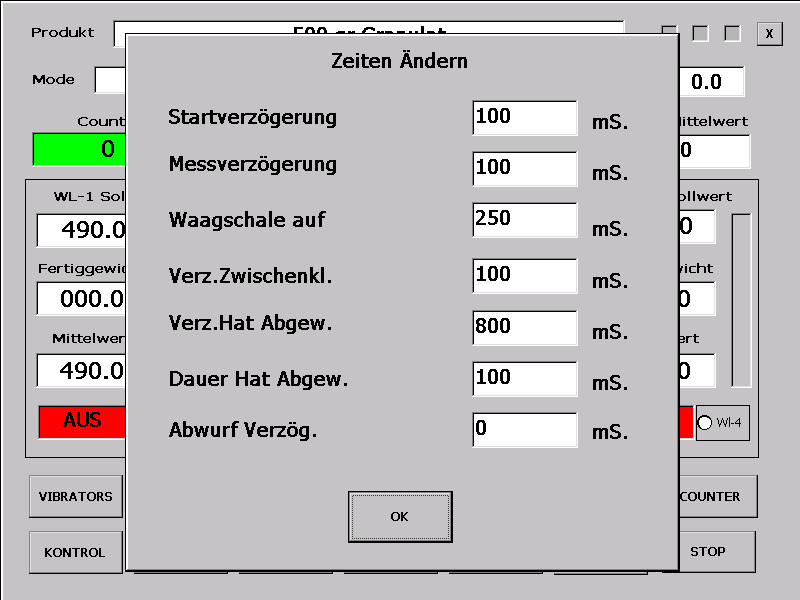 Produkt 500 gr Granulat X
Zeiten Ändern
Mode 0.0
Startverzögerung 100 mS.
Count ittelwert
0 0
Messverzögerung 100 mS.
WL-1 Sol ollwert
Waagschale auf 250 mS.
490.0 0
Fertiggewic icht
Verz.Zwischenkl. 100 mS.
000.0 0
Verz.Hat Abgew. 800 mS.
Mittelwer ert
490.0 0
Dauer Hat Abgew. 100 mS.
AUS Wl-4
Abwurf Verzög. 0 mS.
VIBRATORS COUNTER
OK
KONTROL STOP